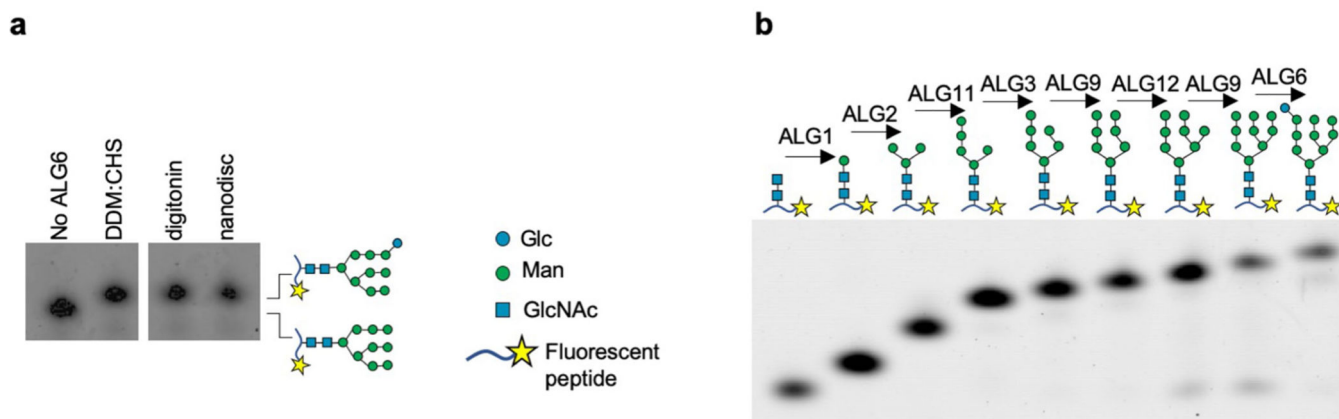 a
No ALG6
DDM:CHS
digitonin
nanodisc
Glc
Man
GlcNAc
Fluorescent
peptide
b
ALG1
ALG2
ALG11
ALG3
ALG9
ALG12
ALG9
ALG6